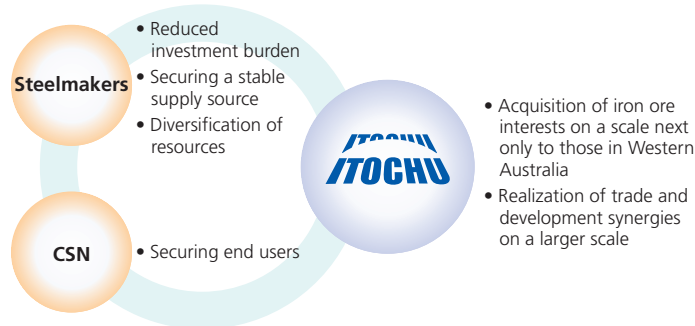 Steelmakers
• Reduced
investment burden
• Securing a stable
supply source
• Diversification of
resources
CSN
• Securing end users
ITOCHU
• Acquisition of iron ore
interests on a scale next
only to those in Western
Australia
• Realization of trade and
development synergies
on a larger scale